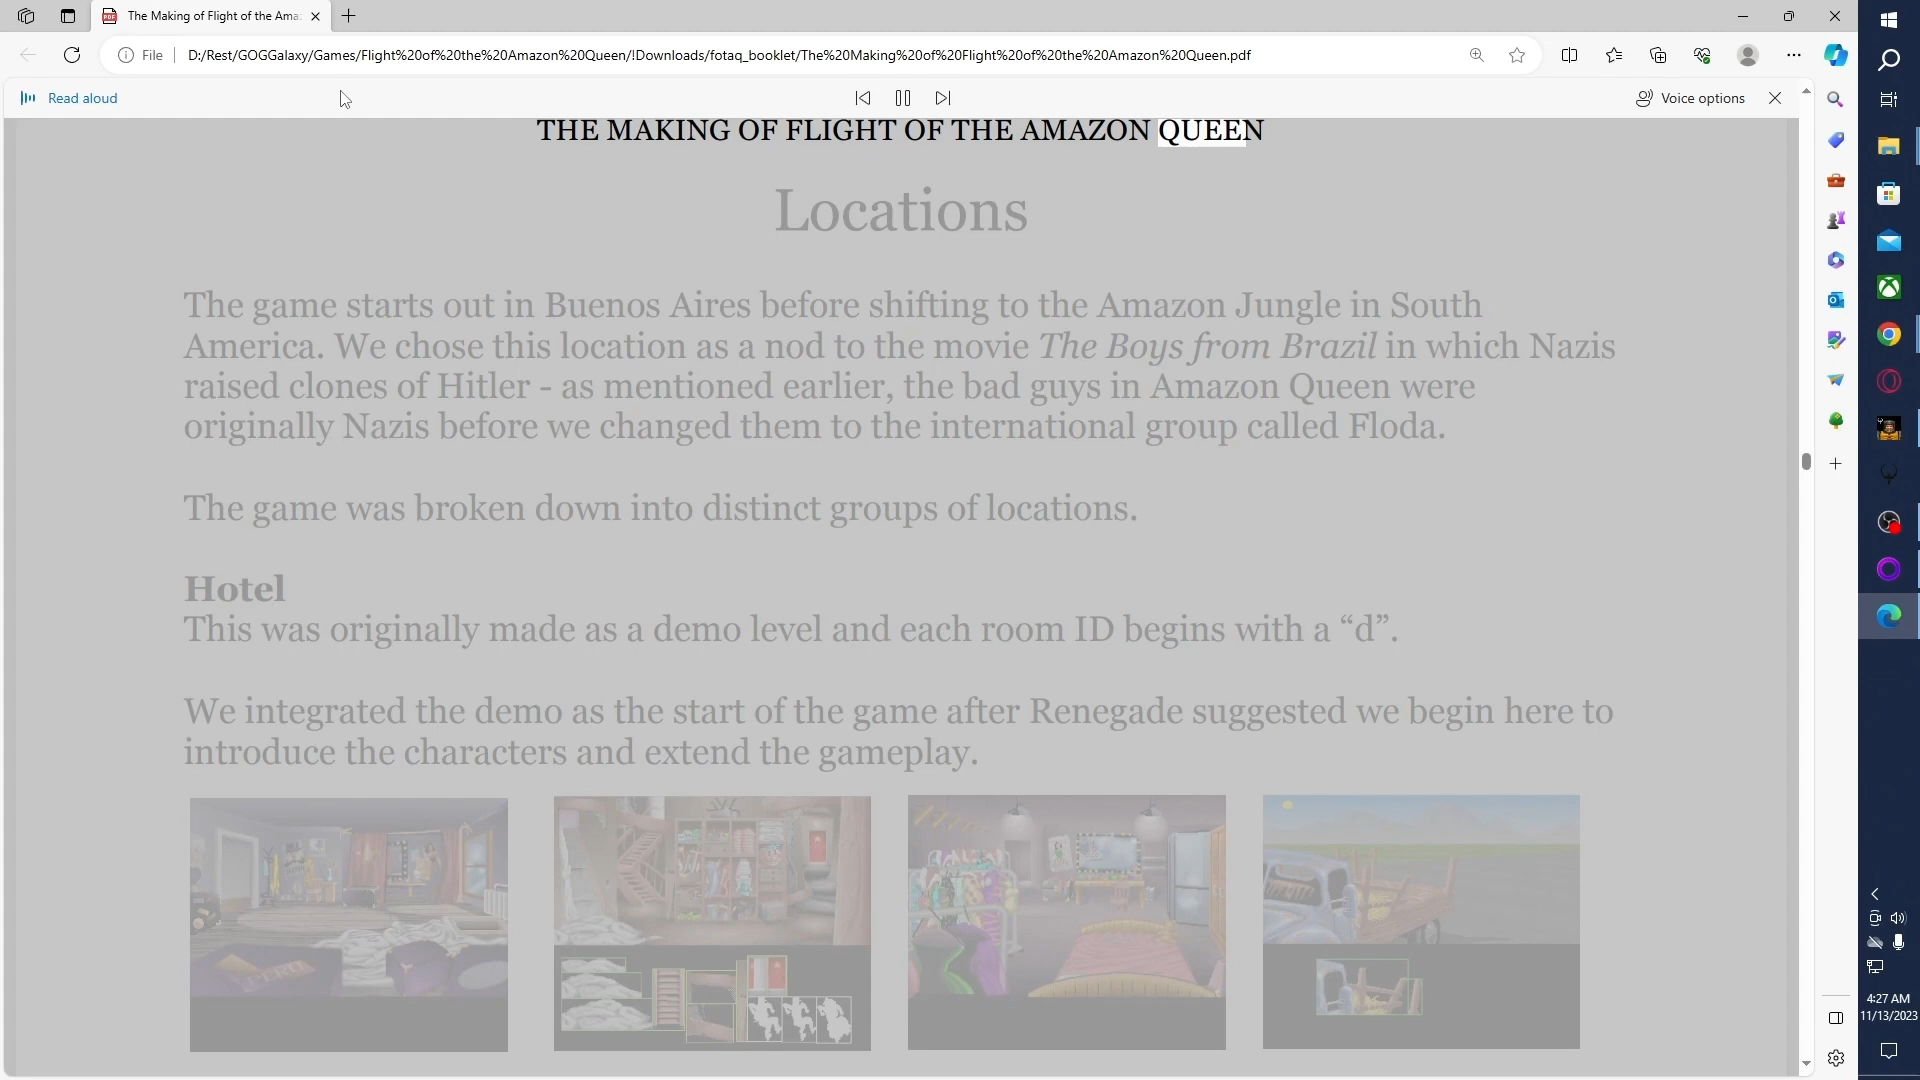 The Making of Flight of the Ama
File
D:/Rest/GOGGalaxy/Games/Flight%20of%20the%20Amazon%20Queen/!Downloads/fotaq_booklet/The%20Making%20of%20Flight%20of%20the%20Amazon%20Queen.pdf
Read aloud
Voice options
THE MAKING OF FLIGHT OF THE AMAZON QUEEN
Locations
The game starts out in Buenos Aires before shifting to the Amazon Jungle in South
America. We chose this location as a nod to the movie The Boys from Brazil in which Nazis
raised clones of Hitler - as mentioned earlier, the bad guys in Amazon Queen were
originally Nazis before we changed them to the international group called Floda.
The game was broken down into distinct groups of locations.
Hotel
This was originally made as a demo level and each room ID begins with a “d”.
We integrated the demo as the start of the game after Renegade suggested we begin here to
introduce the characters and extend the gameplay.
4:27 AM
11/13/2023